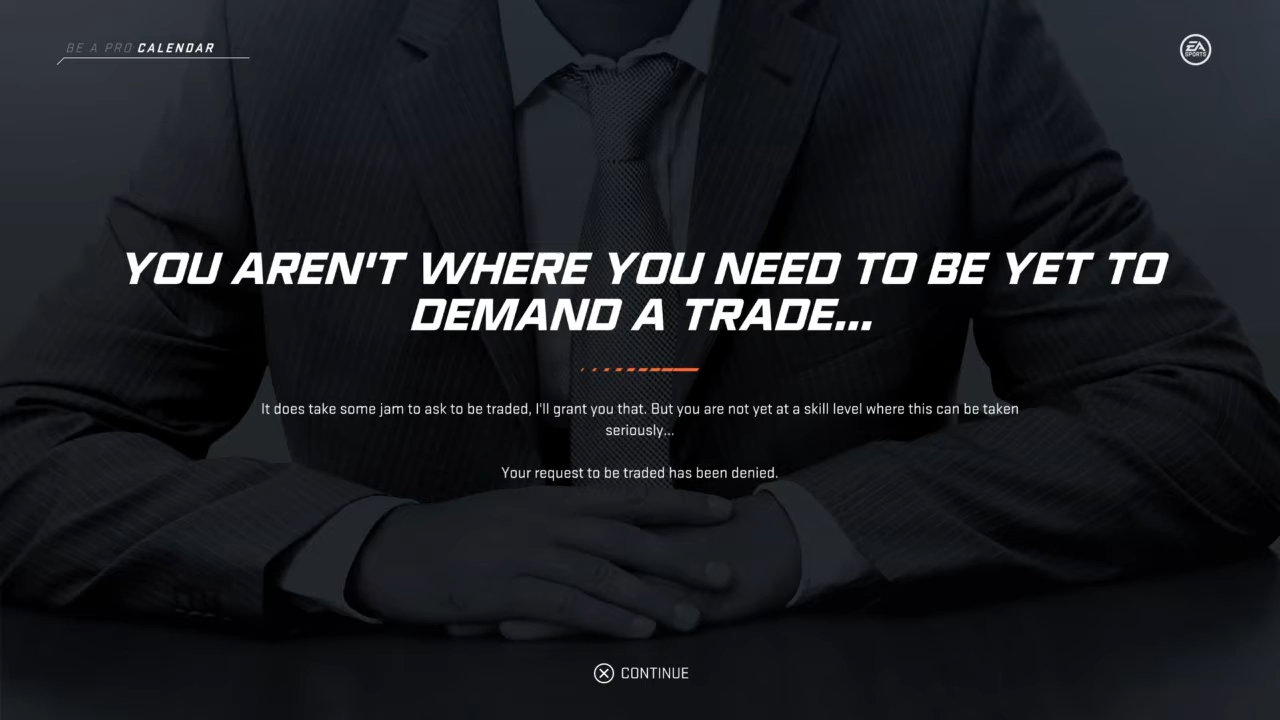 BE A PRO CALENDAR
EA
SPORTS
YOU AREN'T WHERE YOU NEED TO BE YET TO
DEMAND A TRADE...
It does take some jam to ask to be traded, I'll grant you that. But you are not yet at a skill level where this can be taken
seriously...
Your request to be traded has been denied.
CONTINUE